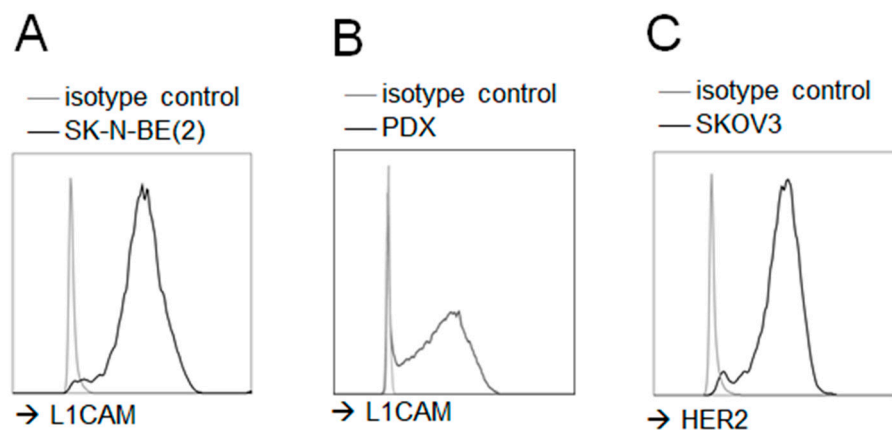 A
isotype control
SK-N-BE(2)
→ L1CAM
B
isotype control
PDX
→ L1CAM
C
isotype control
SKOV3
→ HER2